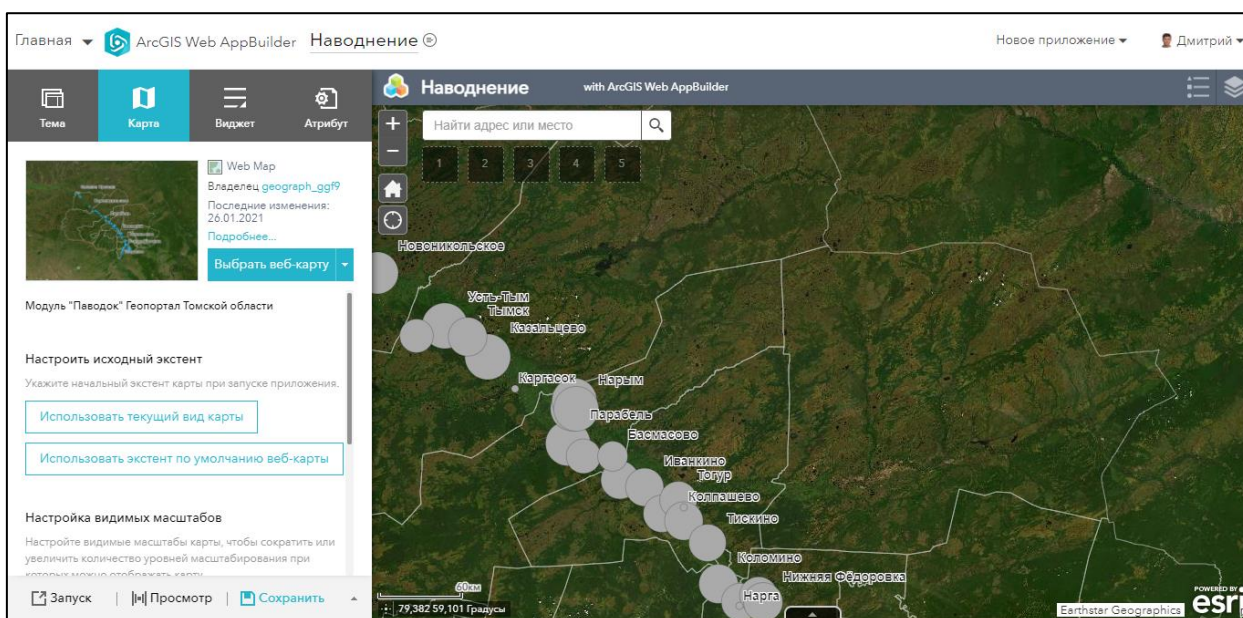 Главная ArcGIS Web AppBuilder Наводнение Новое приложение Дмитрий
Тема Карта Виджет Атрибут
Web Map
Владелец geograph_ggf9
Последние изменения:
26.01.2021
Подробнее...
Выбрать веб-карту
Модуль "Паводок" Геопортал Томской области
Настроить исходный экстент
Укажите начальный экстент карты при запуске приложения.
Использовать текущий вид карты
Использовать экстент по умолчанию веб-карты
Настройка видимых масштабов
Настройте видимые масштабы карты, чтобы сократить или
увеличить количество уровней масштабирования при
которых можно отображать карту
Запуск | Просмотр | Сохранить
Наводнение with ArcGIS Web AppBuilder
+ Найти адрес или место
−
1 2 3 4 5
Новоникольское
Усть-Тым
Тымск
Казальцево
Каргасок Нарым
Парабель
Басмасово
Иванкино
Тогур
Колпашево
Тискино
Коломино
Нижняя Фёдоровка
Нарга
60км
79,382 59,101 Градусы
Earthstar Geographics
POWERED BY
esri